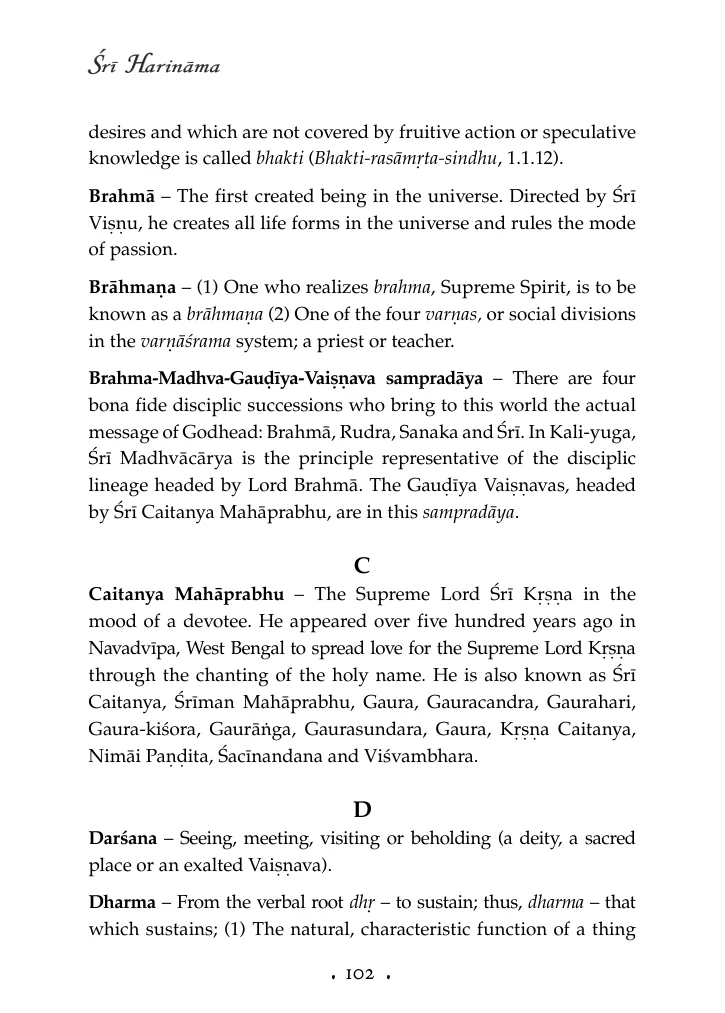 Śrī Harināma
desires and which are not covered by fruitive action or speculative
knowledge is called bhakti (Bhakti-rasāmṛta-sindhu, 1.1.12).
Brahmā – The first created being in the universe. Directed by Śrī
Viṣṇu, he creates all life forms in the universe and rules the mode
of passion.
Brāhmaṇa – (1) One who realizes brahma, Supreme Spirit, is to be
known as a brāhmaṇa (2) One of the four varṇas, or social divisions
in the varṇāśrama system; a priest or teacher.
Brahma-Madhva-Gauḍīya-Vaiṣṇava sampradāya – There are four
bona fide disciplic successions who bring to this world the actual
message of Godhead: Brahmā, Rudra, Sanaka and Śrī. In Kali-yuga,
Śrī Madhvācārya is the principle representative of the disciplic
lineage headed by Lord Brahmā. The Gauḍīya Vaiṣṇavas, headed
by Śrī Caitanya Mahāprabhu, are in this sampradāya.
C
Caitanya Mahāprabhu – The Supreme Lord Śrī Kṛṣṇa in the
mood of a devotee. He appeared over five hundred years ago in
Navadvīpa, West Bengal to spread love for the Supreme Lord Kṛṣṇa
through the chanting of the holy name. He is also known as Śrī
Caitanya, Śrīman Mahāprabhu, Gaura, Gauracandra, Gaurahari,
Gaura-kiśora, Gaurāṅga, Gaurasundara, Gaura, Kṛṣṇa Caitanya,
Nimāi Paṇḍita, Śacīnandana and Viśvambhara.
D
Darśana – Seeing, meeting, visiting or beholding (a deity, a sacred
place or an exalted Vaiṣṇava).
Dharma – From the verbal root dhṛ – to sustain; thus, dharma – that
which sustains; (1) The natural, characteristic function of a thing
• 102 •